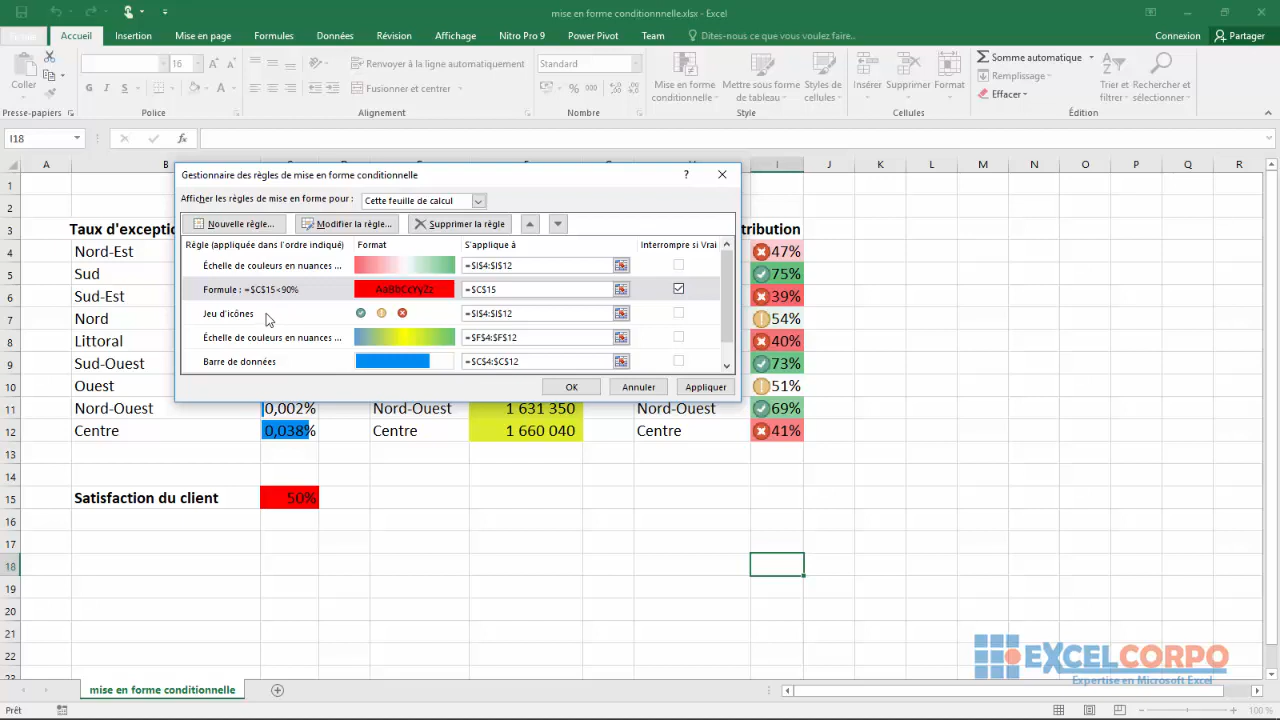 mise en forme conditionnnelle.xlsx - Excel
Accueil Insertion Mise en page Formules Données Révision Affichage Nitro Pro 9 Power Pivot Team Dites-nous ce que vous voulez faire... Connexion Partager
Coller
Presse-papiers
16
G I S
Police
Renvoyer à la ligne automatiquement
Fusionner et centrer
Alignement
Standard
% 000
Nombre
Mise en forme conditionnelle
Mettre sous forme de tableau
Styles de cellules
Style
Insérer Supprimer Format
Cellules
Somme automatique
Remplissage
Effacer
Trier et filtrer
Rechercher et sélectionner
Édition
I18 fx
A B I J K L M N O P Q R
1
2
3 Taux d'exceptio tribution
4 Nord-Est 47%
5 Sud 75%
6 Sud-Est 39%
7 Nord 54%
8 Littoral 40%
9 Sud-Ouest 73%
10 Ouest 51%
11 Nord-Ouest 0,002% Nord-Ouest 1 631 350 Nord-Ouest 69%
12 Centre 0,038% Centre 1 660 040 Centre 41%
13
14
15 Satisfaction du client 50%
16
17
18
19
20
21
22
23
Gestionnaire des règles de mise en forme conditionnelle ?
Afficher les règles de mise en forme pour : Cette feuille de calcul
Nouvelle règle... Modifier la règle... Supprimer la règle
Règle (appliquée dans l'ordre indiqué) Format S'applique à Interrompre si Vrai
Échelle de couleurs en nuances ... =$I$4:$I$12
Formule : =$C$15<90% AaBbCcYyZz =$C$15
Jeu d'icônes =$I$4:$I$12
Échelle de couleurs en nuances ... =$F$4:$F$12
Barre de données =$C$4:$C$12
OK Annuler Appliquer
EXCELCORPO
Expertise en Microsoft Excel
mise en forme conditionnelle
Prêt 100 %